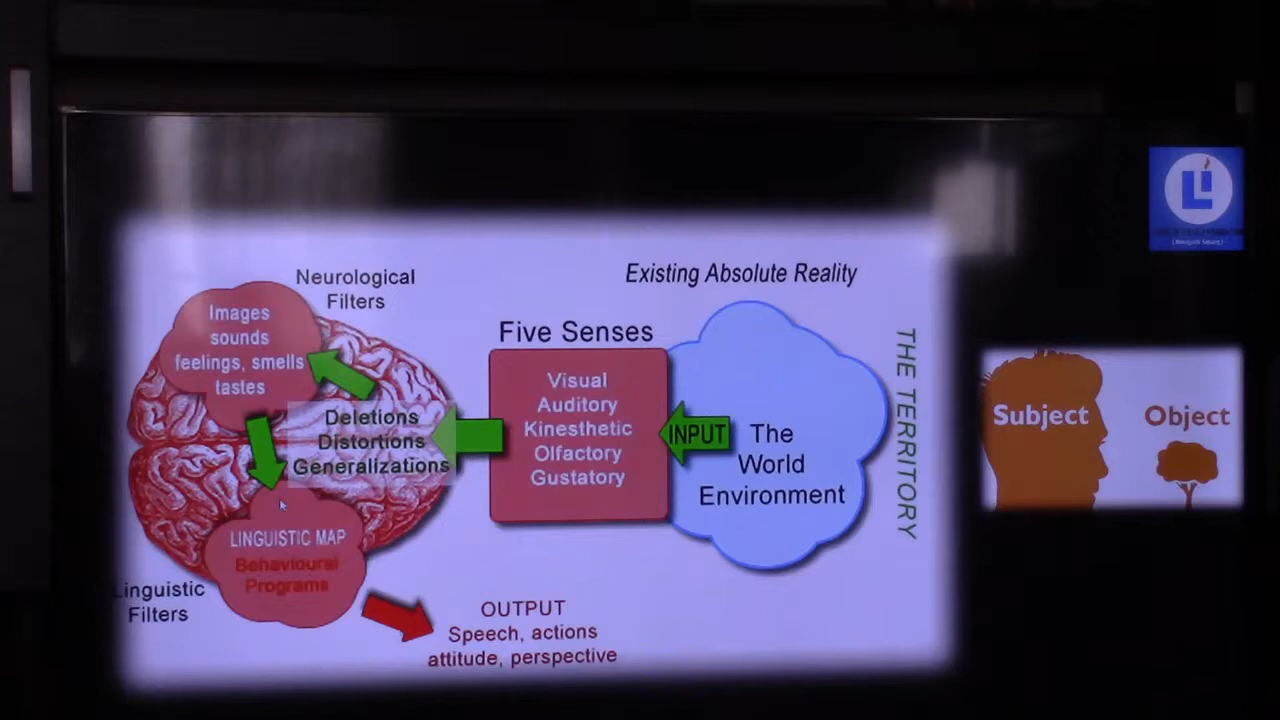 Neurological
Filters
Images
sounds
feelings, smells
tastes
Deletions
Distortions
Generalizations
LINGUISTIC MAP
Behavioural
Programs
Linguistic
Filters
OUTPUT
Speech, actions
attitude, perspective
Five Senses
Visual
Auditory
Kinesthetic
Olfactory
Gustatory
INPUT
Existing Absolute Reality
The
World
Environment
THE TERRITORY
Subject
Object